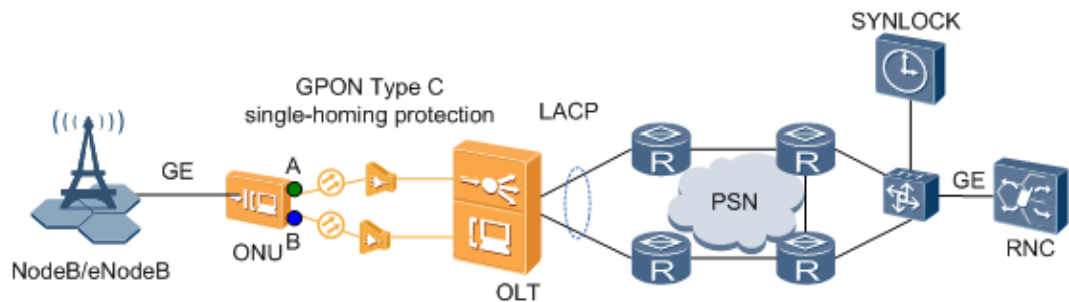 SYNLOCK
GPON Type C
single-homing protection
LACP
GE
A
B
ONU
NodeB/eNodeB
OLT
R
R
PSN
R
R
GE
RNC